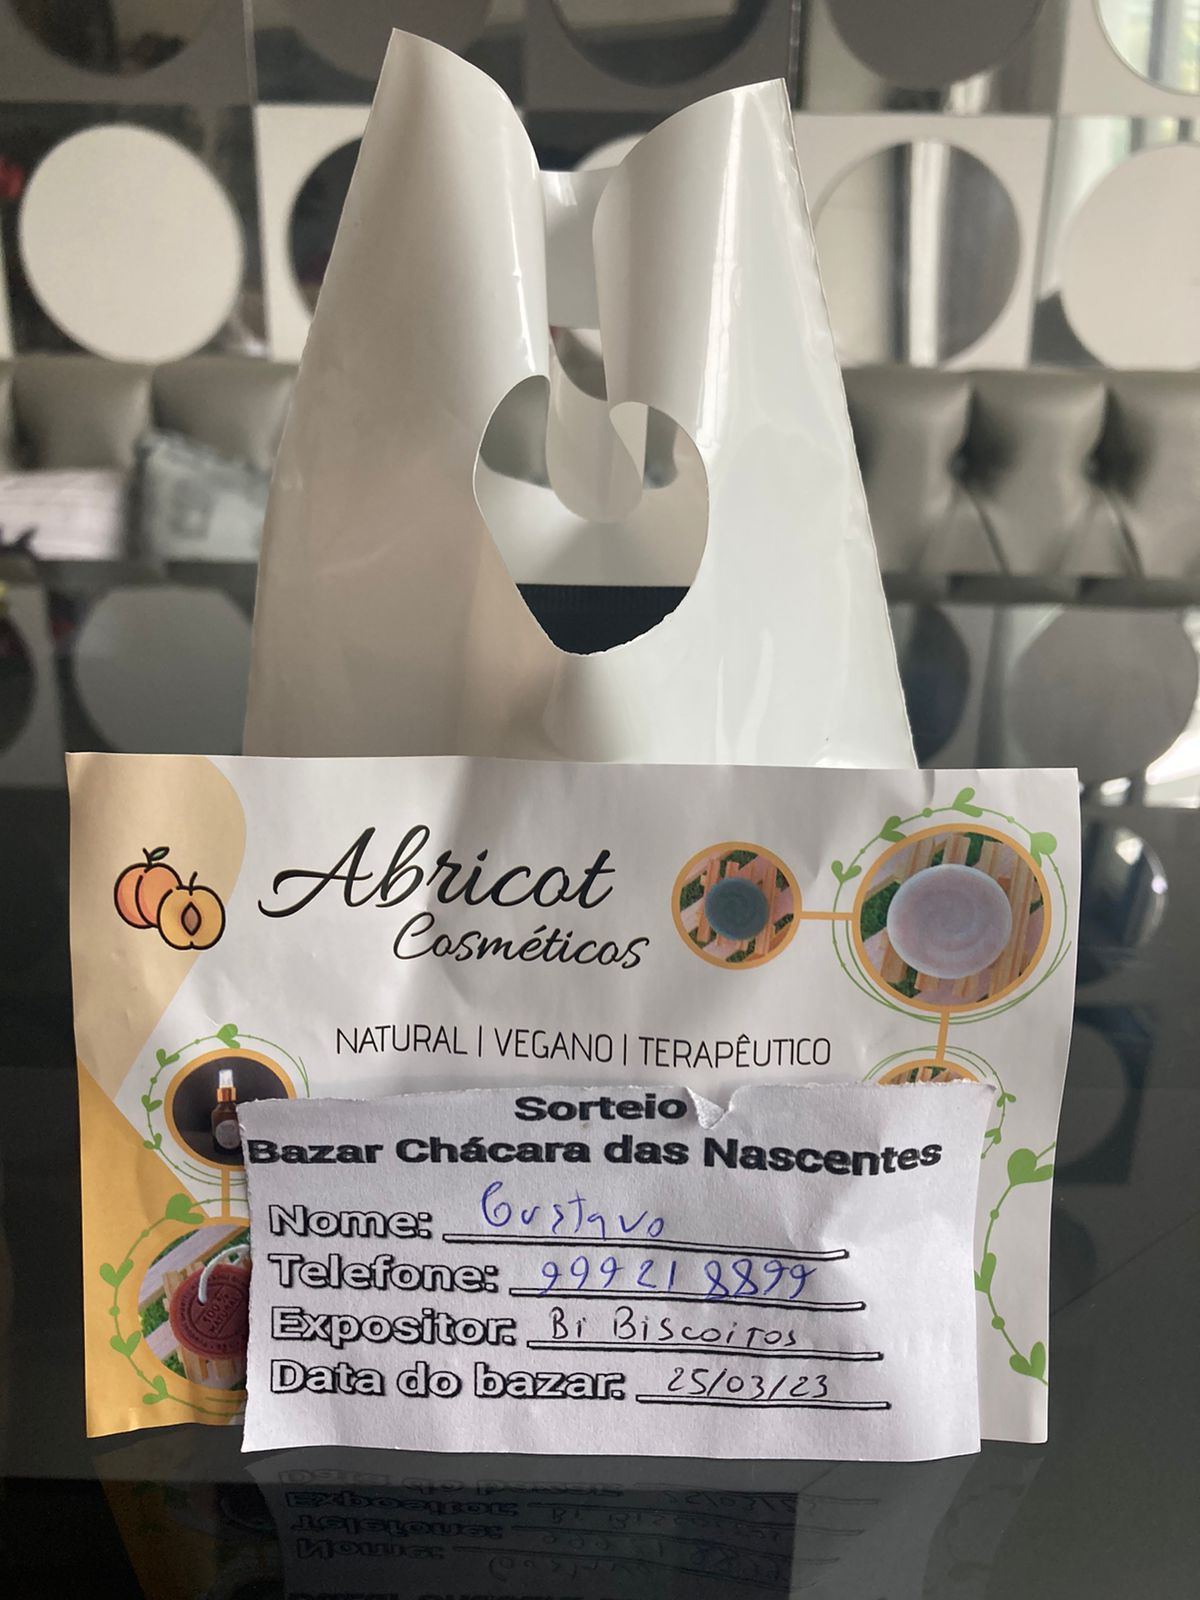 Abricot
Cosméticos
NATURAL | VEGANO | TERAPÊUTICO
Sorteio
Bazar Chácara das Nascentes
Nome: Gustavo
Telefone: 99921 8899
Expositor: Bi Biscoitos
Data do bazar: 25/03/23